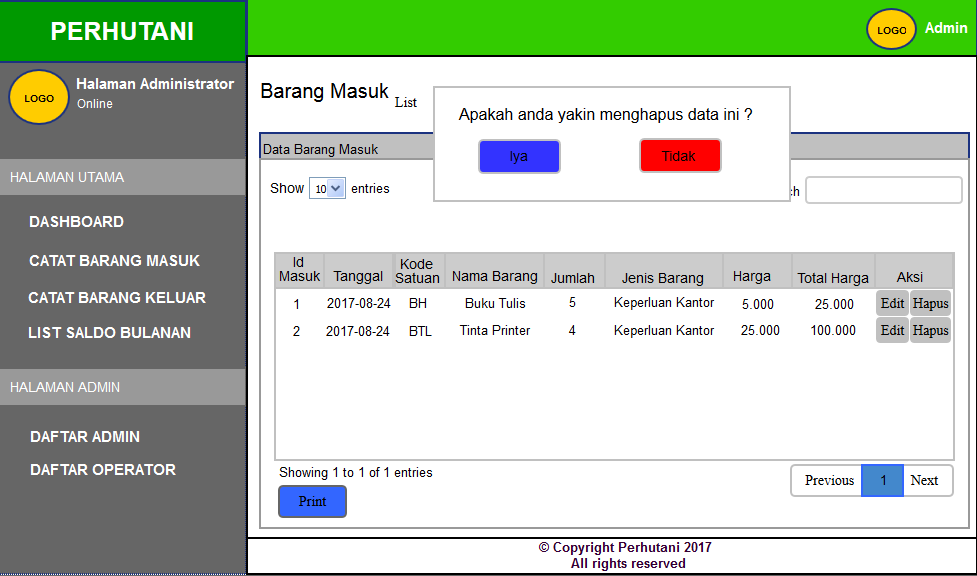 PERHUTANI
LOGO
Admin
LOGO
Halaman Administrator
Online
HALAMAN UTAMA
DASHBOARD
CATAT BARANG MASUK
CATAT BARANG KELUAR
LIST SALDO BULANAN
HALAMAN ADMIN
DAFTAR ADMIN
DAFTAR OPERATOR
Barang Masuk List
Apakah anda yakin menghapus data ini ?
Iya Tidak
Data Barang Masuk
Show 10 entries
Id Masuk Tanggal Kode Satuan Nama Barang Jumlah Jenis Barang Harga Total Harga Aksi
1 2017-08-24 BH Buku Tulis 5 Keperluan Kantor 5.000 25.000 Edit Hapus
2 2017-08-24 BTL Tinta Printer 4 Keperluan Kantor 25.000 100.000 Edit Hapus
Showing 1 to 1 of 1 entries
Previous 1 Next
Print
© Copyright Perhutani 2017
All rights reserved